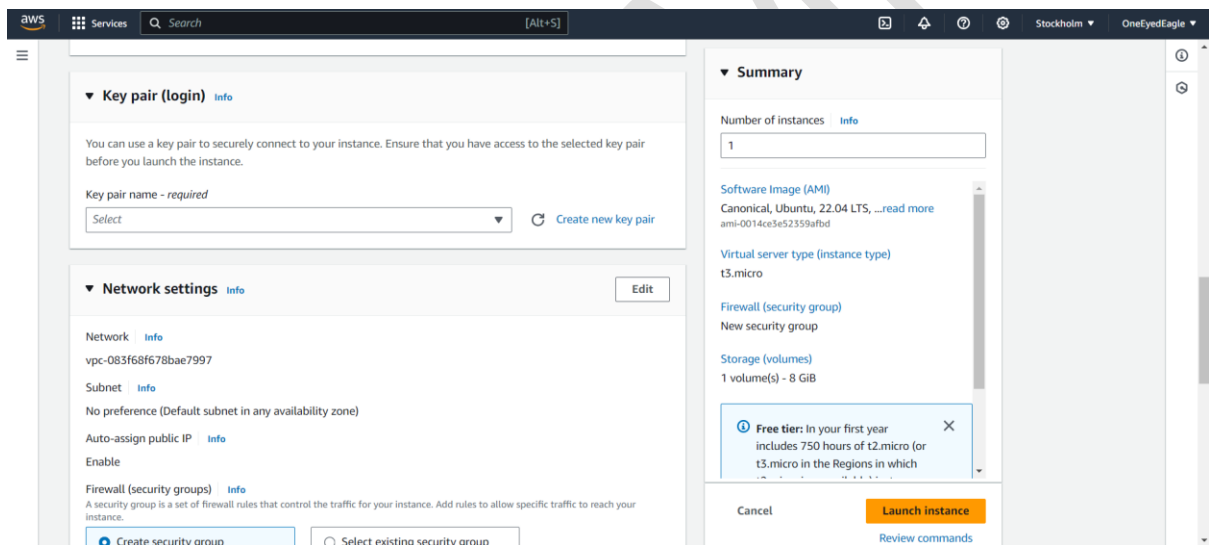 aws
Services
Search
[Alt+S]
Stockholm
OneEyedEagle
Key pair (login) Info
You can use a key pair to securely connect to your instance. Ensure that you have access to the selected key pair
before you launch the instance.
Key pair name - required
Select
Create new key pair
Network settings Info
Edit
Network Info
vpc-083f68f678bae7997
Subnet Info
No preference (Default subnet in any availability zone)
Auto-assign public IP Info
Enable
Firewall (security groups) Info
A security group is a set of firewall rules that control the traffic for your instance. Add rules to allow specific traffic to reach your
instance.
Create security group
Select existing security group
Summary
Number of instances Info
1
Software Image (AMI)
Canonical, Ubuntu, 22.04 LTS, ...read more
ami-0014ce3e52359afbd
Virtual server type (instance type)
t3.micro
Firewall (security group)
New security group
Storage (volumes)
1 volume(s) - 8 GiB
Free tier: In your first year
includes 750 hours of t2.micro (or
t3.micro in the Regions in which
Cancel
Launch instance
Review commands